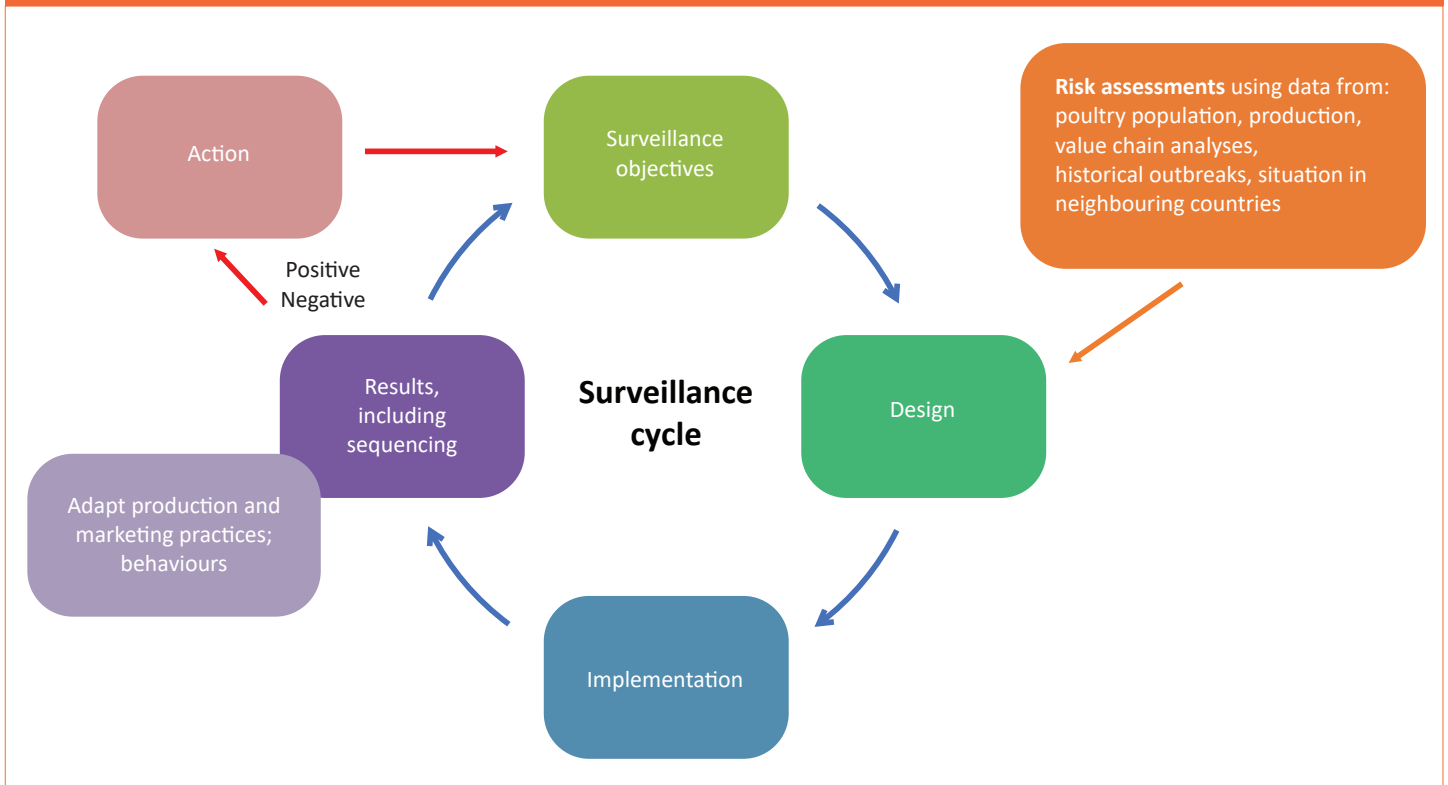 Action
Surveillance
objectives
Risk assessments using data from:
poultry population, production,
value chain analyses,
historical outbreaks, situation in
neighbouring countries
Positive
Negative
Results,
including
sequencing
Surveillance
cycle
Design
Adapt production and
marketing practices;
behaviours
Implementation